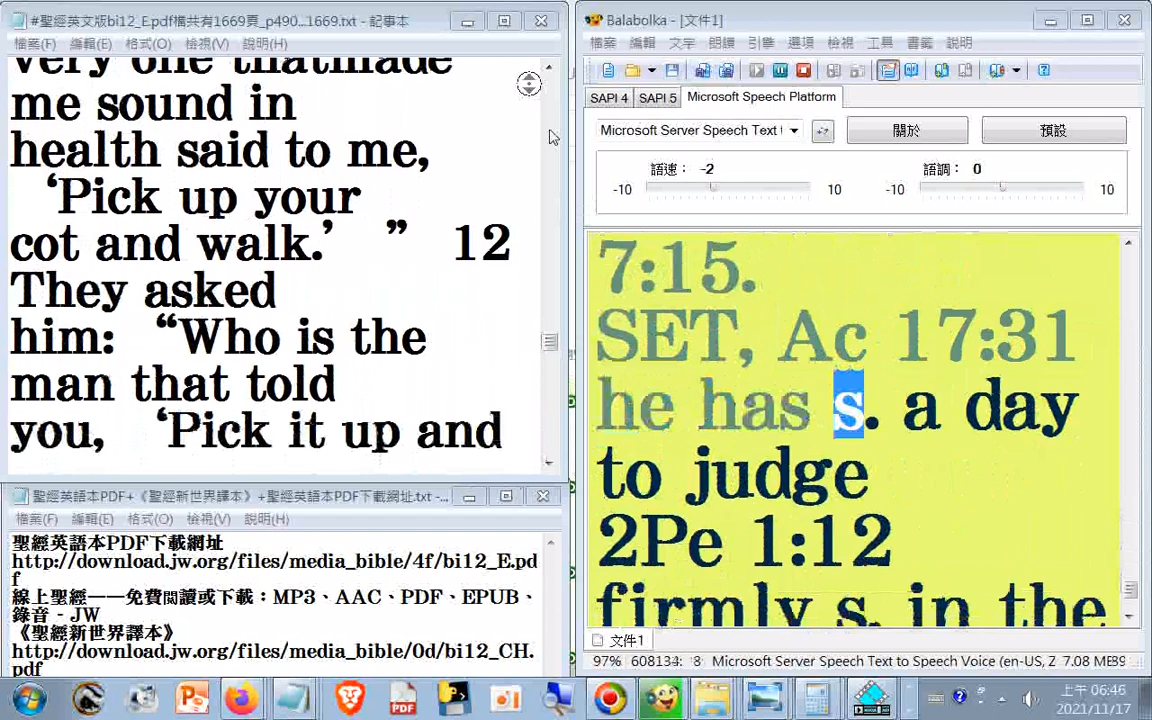 #聖經英文版bi12_E.pdf檔共有1669頁_p490...1669.txt - 記事本
檔案(F) 編輯(E) 格式(O) 檢視(V) 說明(H)
very one thatmade
me sound in
health said to me,
‘Pick up your
cot and walk.’ ” 12
They asked
him: “Who is the
man that told
you, ‘Pick it up and
聖經英語本PDF+《聖經新世界譯本》+聖經英語本PDF下載網址.txt -...
檔案(F) 編輯(E) 格式(O) 檢視(V) 說明(H)
聖經英語本PDF下載網址
http://download.jw.org/files/media_bible/4f/bi12_E.pd
f
線上聖經——免費閱讀或下載：MP3、AAC、PDF、EPUB、
錄音 - JW
《聖經新世界譯本》
http://download.jw.org/files/media_bible/0d/bi12_CH.
pdf
Balabolka - [文件1]
檔案 編輯 文字 朗讀 引擎 選項 檢視 工具 書籤 說明
SAPI 4 SAPI 5 Microsoft Speech Platform
Microsoft Server Speech Text 關於 預設
語速： -2 語調： 0
-10 10 -10 10
7:15.
SET, Ac 17:31
he has s. a day
to judge
2Pe 1:12
firmly s. in the
文件1
97% 608134: 8 Microsoft Server Speech Text to Speech Voice (en-US, Z 7.08 MB
上午 06:46
2021/11/17